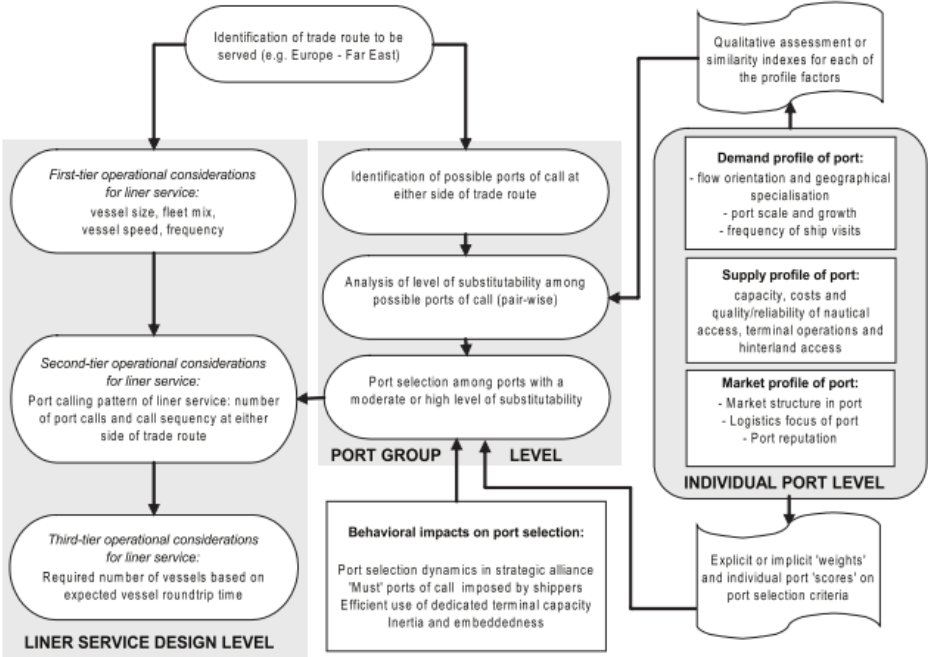 Identification of trade route to be
served (e.g. Europe - Far East)
Qualitative assessment or
similarity indexes for each of
the profile factors
First-tier operational considerations
for liner service:
vessel size, fleet mix,
vessel speed, frequency
Second-tier operational considerations
for liner service:
Port calling pattern of liner service: number
of port calls and call sequency at either
side of trade route
Third-tier operational considerations
for liner service:
Required number of vessels based on
expected vessel roundtrip time
LINER SERVICE DESIGN LEVEL
Identification of possible ports of call at
either side of trade route
Analysis of level of substitutability among
possible ports of call (pair-wise)
Port selection among ports with a
moderate or high level of substitutability
PORT GROUP LEVEL
Behavioral impacts on port selection:
Port selection dynamics in strategic alliance
'Must' ports of call imposed by shippers
Efficient use of dedicated terminal capacity
Inertia and embeddedness
Demand profile of port:
- flow orientation and geographical
specialisation
- port scale and growth
- frequency of ship visits
Supply profile of port:
capacity, costs and
quality/reliability of nautical
access, terminal operations and
hinterland access
Market profile of port:
- Market structure in port
- Logistics focus of port
- Port reputation
INDIVIDUAL PORT LEVEL
Explicit or implicit 'weights'
and individual port 'scores' on
port selection criteria